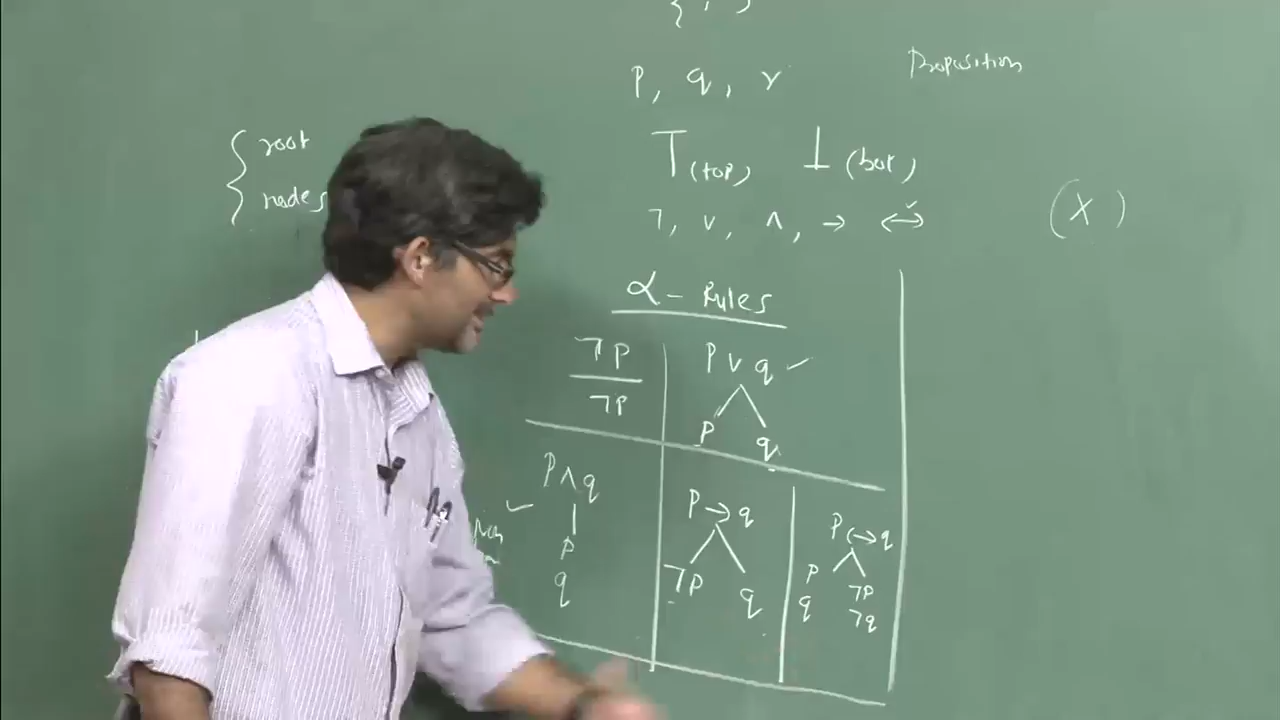 { , }
p, q, r
Proposition
root
nodes
⊤ (top), ⊥ (bot)
¬, ∨, ∧, → ↔
(X)
α - Rules
¬P
¬P
P ∨ q ✓
P q
P ∧ q
P
q
P → q
¬P q
P ↔ q
P ¬P
q ¬q